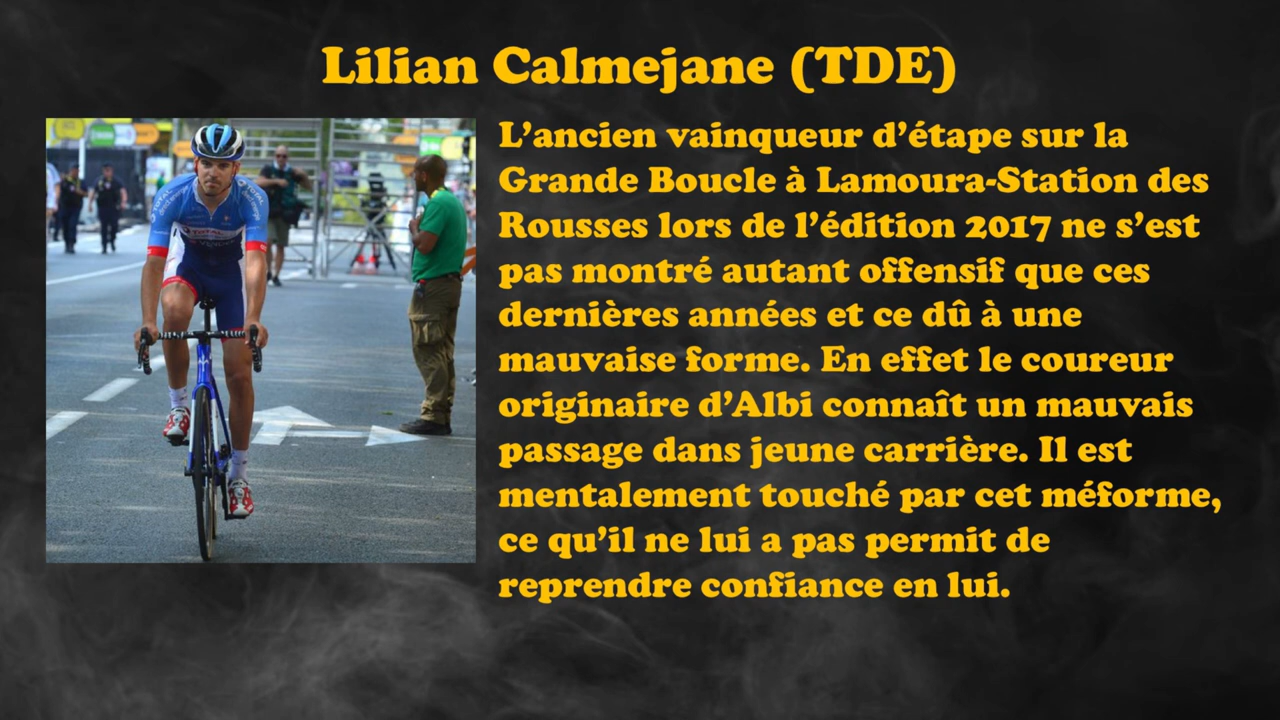 Lilian Calmejane (TDE)
L’ancien vainqueur d’étape sur la
Grande Boucle à Lamoura-Station des
Rousses lors de l’édition 2017 ne s’est
pas montré autant offensif que ces
dernières années et ce dû à une
mauvaise forme. En effet le coureur
originaire d’Albi connaît un mauvais
passage dans jeune carrière. Il est
mentalement touché par cet méforme,
ce qu’il ne lui a pas permit de
reprendre confiance en lui.
TOTAL
TOTAL